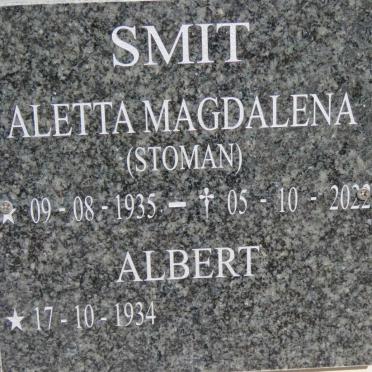 SMIT
ALETTA MAGDALENA
(STOMAN)
★ 09 - 08 - 1935 – † 05 - 10 - 2022
ALBERT
★ 17 - 10 - 1934